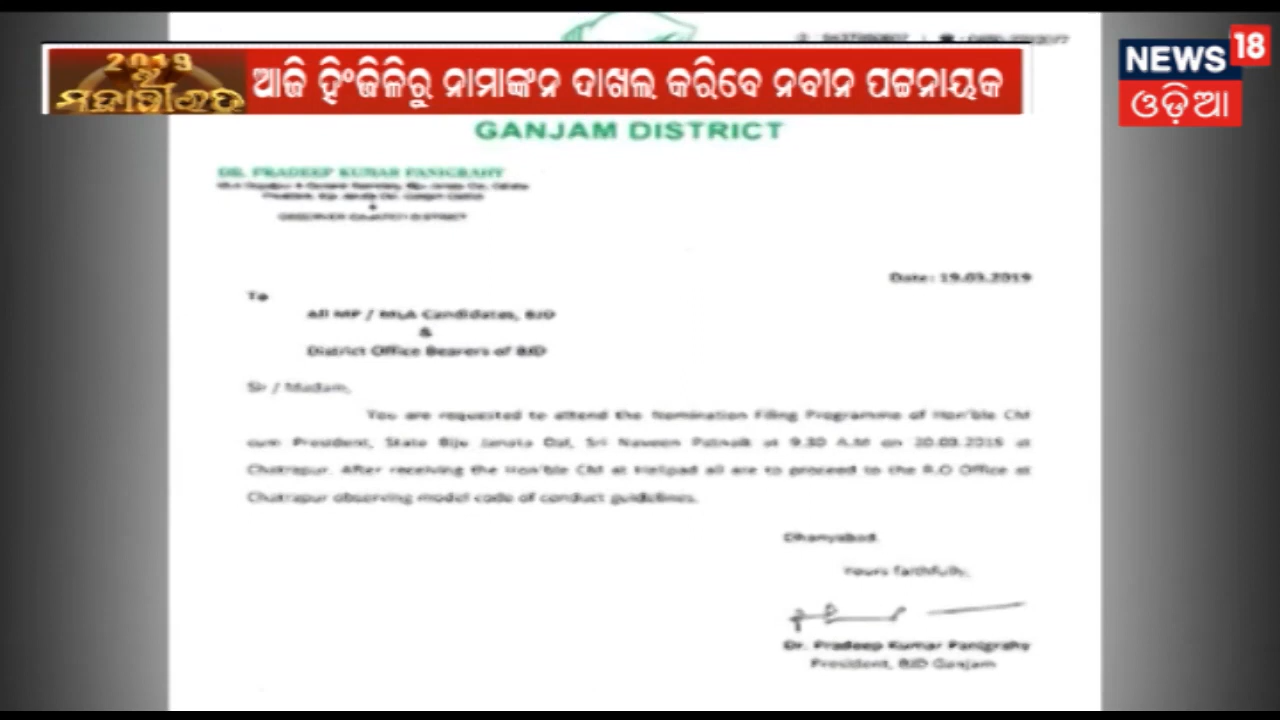 2019
ର
ମହାଭାରତ
ଆଜି ହିଂଜିଳିରୁ ନାମାଙ୍କନ ଦାଖଲ କରିବେ ନବୀନ ପଟ୍ଟନାୟକ
NEWS 18
ଓଡ଼ିଆ
GANJAM DISTRICT
DR. PRADEEP KUMAR PANIGRAHY
&
OBSERVER GAJAPATI DISTRICT
Date: 19.03.2019
To
All MP / MLA Candidates, BJD
&
District Office Bearers of BJD
Sir / Madam,
You are requested to attend the Nomination Filing Programme of Hon'ble CM
cum President, State Biju Janata Dal, Sri Naveen Patnaik at 9.30 A.M on 20.03.2019 at
Chatrapur. After receiving the Hon'ble CM at Helipad all are to proceed to the R.O Office at
Chatrapur observing model code of conduct guidelines.
Dhanyabad.
Yours faithfully,
Dr. Pradeep Kumar Panigrahy
President, BJD Ganjam